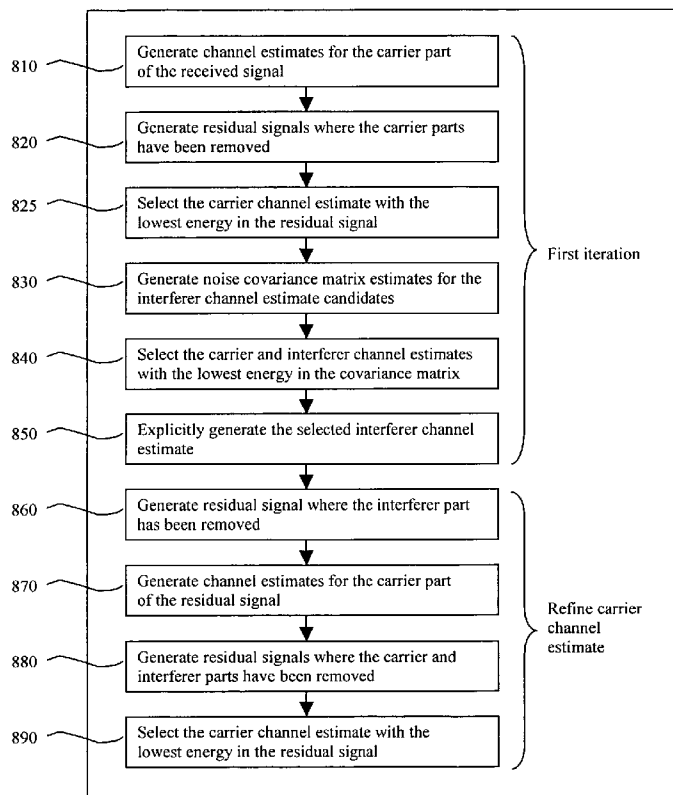 810
Generate channel estimates for the carrier part
of the received signal
820
Generate residual signals where the carrier parts
have been removed
825
Select the carrier channel estimate with the
lowest energy in the residual signal
First iteration
830
Generate noise covariance matrix estimates for the
interferer channel estimate candidates
840
Select the carrier and interferer channel estimates
with the lowest energy in the covariance matrix
850
Explicitly generate the selected interferer channel
estimate
860
Generate residual signal where the interferer part
has been removed
870
Generate channel estimates for the carrier part
of the residual signal
Refine carrier
channel
estimate
880
Generate residual signals where the carrier and
interferer parts have been removed
890
Select the carrier channel estimate with the
lowest energy in the residual signal